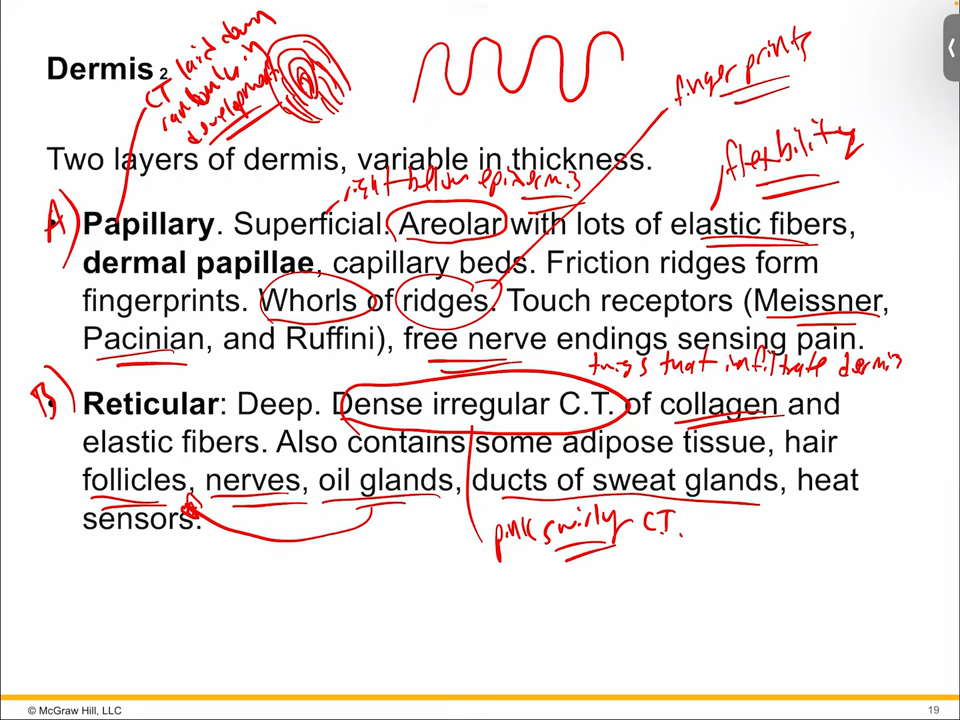 Dermis 2
CT laid down
randomly in
development
fingerprints
flexibility
Two layers of dermis, variable in thickness.
right below epidermis
A)
• Papillary. Superficial. Areolar with lots of elastic fibers,
dermal papillae, capillary beds. Friction ridges form
fingerprints. Whorls of ridges. Touch receptors (Meissner,
Pacinian, and Ruffini), free nerve endings sensing pain.
things that infiltrate dermis
B)
• Reticular: Deep. Dense irregular C.T. of collagen and
elastic fibers. Also contains some adipose tissue, hair
follicles, nerves, oil glands, ducts of sweat glands, heat
sensors.
pink swirly C.T.
© McGraw Hill, LLC
19